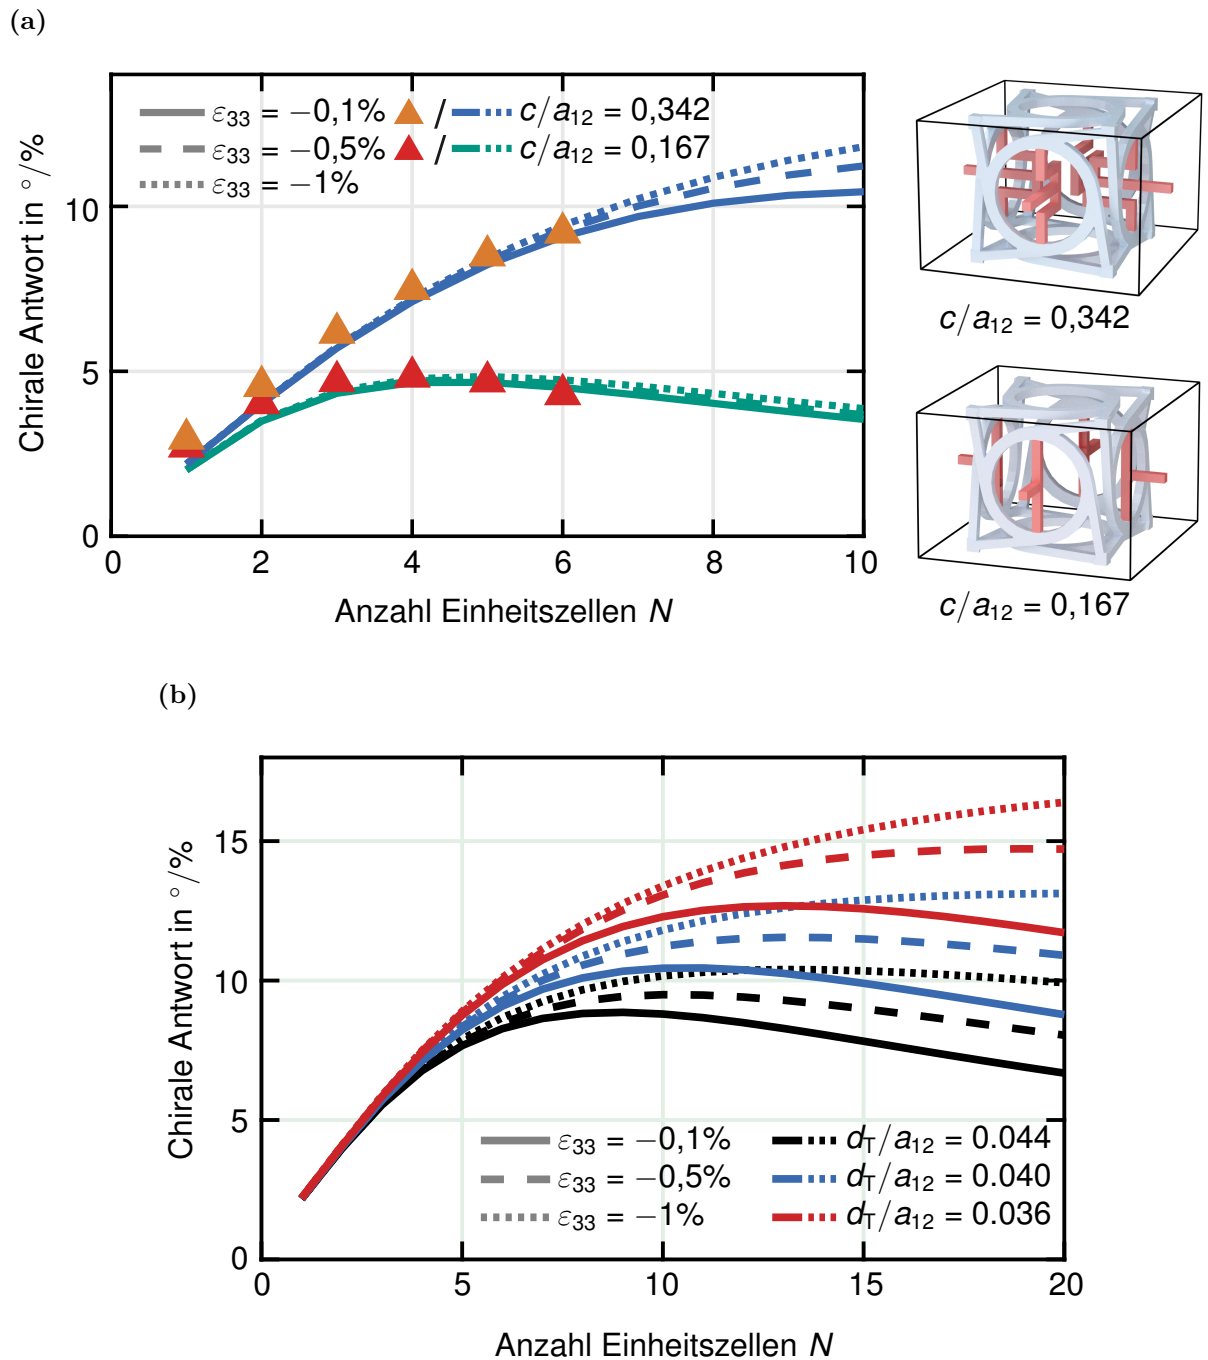 (a)
Chirale Antwort in °/%
ε33 = −0,1% / c/a12 = 0,342
ε33 = −0,5% / c/a12 = 0,167
ε33 = −1%
10
5
0
0 2 4 6 8 10
Anzahl Einheitszellen N
c/a12 = 0,342
c/a12 = 0,167
(b)
Chirale Antwort in °/%
15
10
5
0
ε33 = −0,1% dT/a12 = 0.044
ε33 = −0,5% dT/a12 = 0.040
ε33 = −1% dT/a12 = 0.036
0 5 10 15 20
Anzahl Einheitszellen N